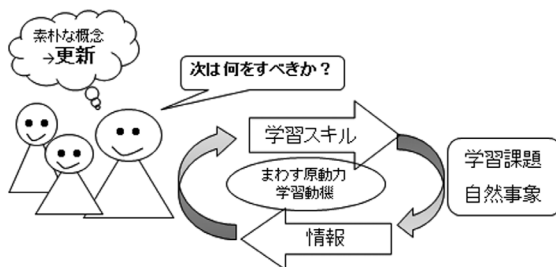 素朴な概念
→更新
次は何をすべきか？
学習スキル
まわす原動力
学習動機
情報
学習課題
自然事象